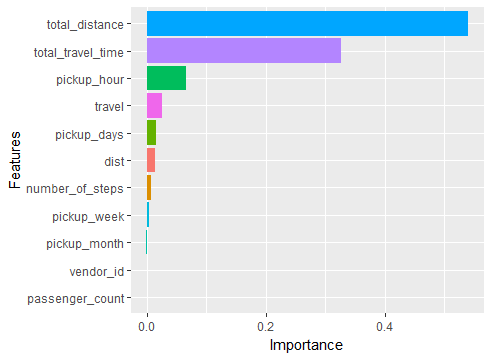 total_distance
total_travel_time
pickup_hour
travel
pickup_days
dist
number_of_steps
pickup_week
pickup_month
vendor_id
passenger_count
Features
0.0 0.2 0.4
Importance